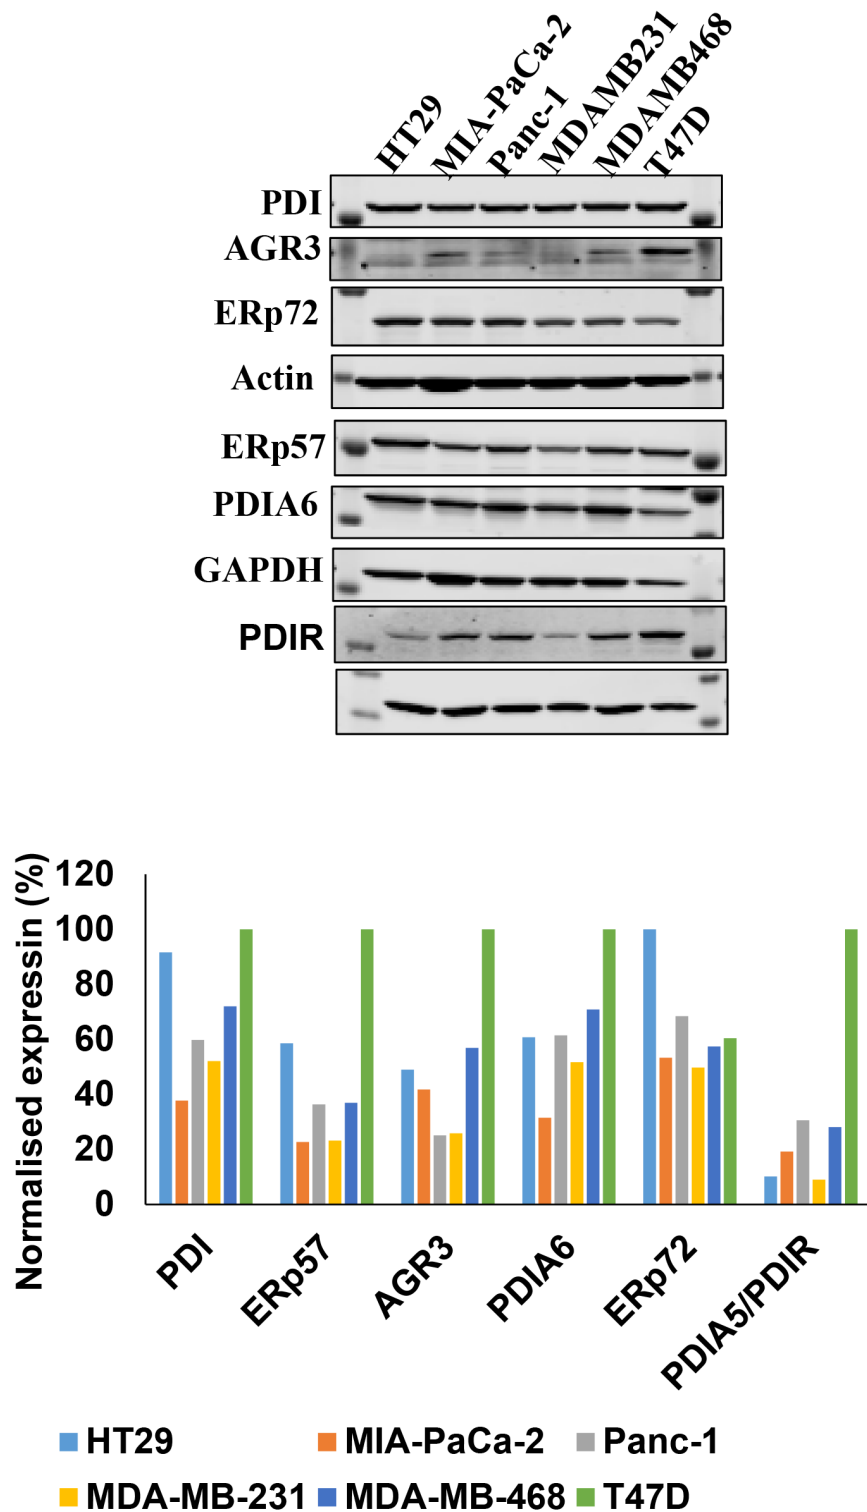 HT29
MIA-PaCa-2
Panc-1
MDAMB231
MDAMB468
T47D
PDI
AGR3
ERp72
Actin
ERp57
PDIA6
GAPDH
PDIR
Normalised expressin (%)
120
100
80
60
40
20
0
PDI
ERp57
AGR3
PDIA6
ERp72
PDIA5/PDIR
HT29 MIA-PaCa-2 Panc-1
MDA-MB-231 MDA-MB-468 T47D